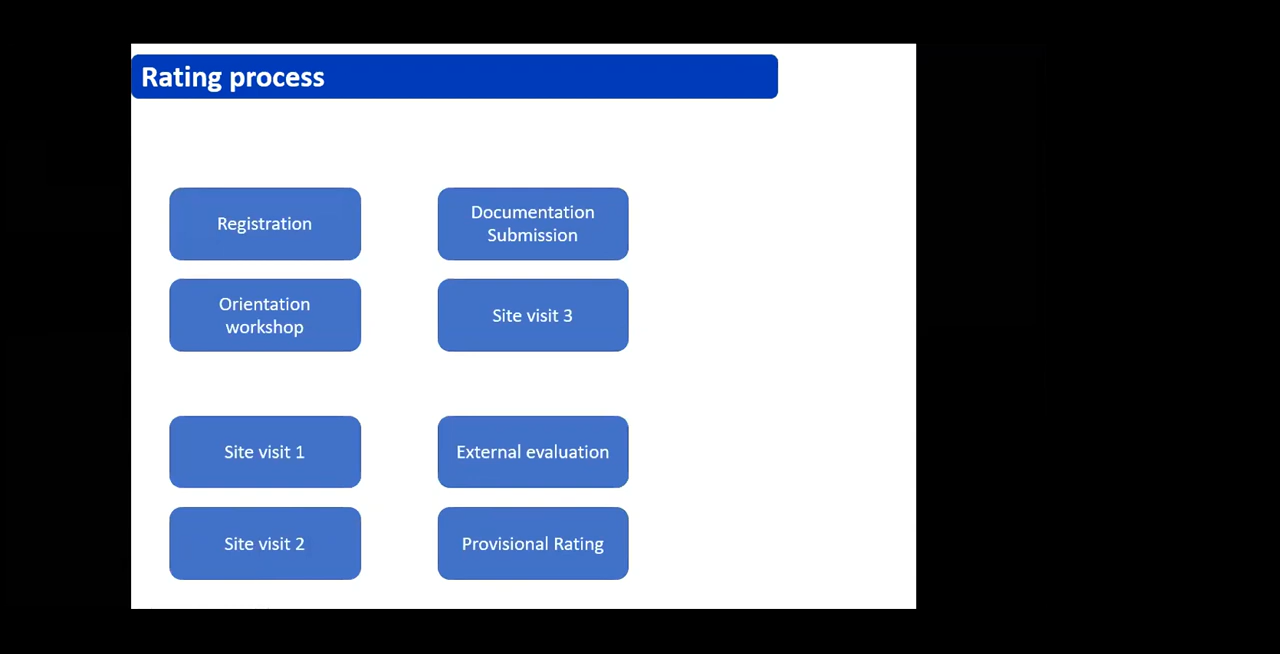 Rating process
Registration
Orientation
workshop
Site visit 1
Site visit 2
Documentation
Submission
Site visit 3
External evaluation
Provisional Rating